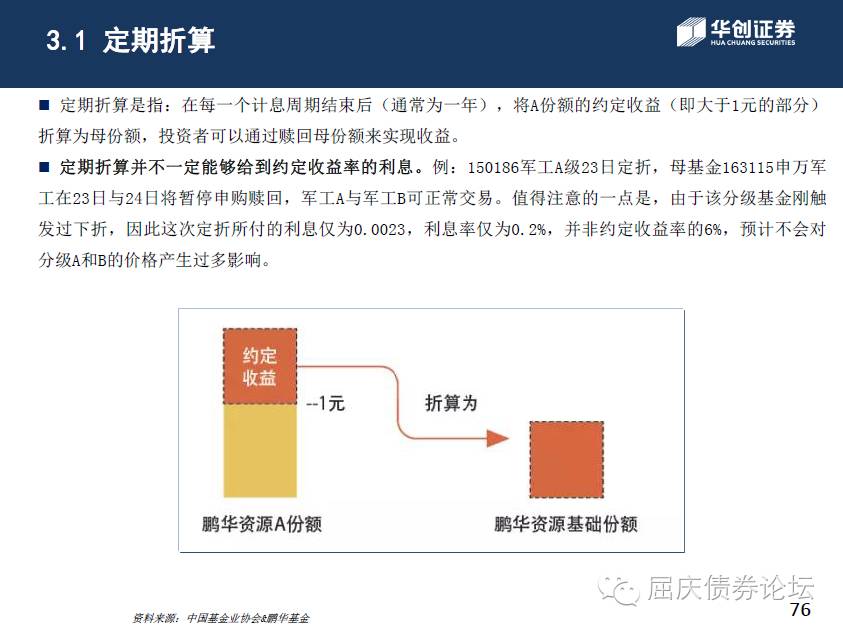 3.1 定期折算
华创证券
HUA CHUANG SECURITIES
■ 定期折算是指：在每一个计息周期结束后（通常为一年），将A份额的约定收益（即大于1元的部分）
折算为母份额，投资者可以通过赎回母份额来实现收益。
■ 定期折算并不一定能够给到约定收益率的利息。例：150186军工A级23日定折，母基金163115申万军
工在23日与24日将暂停申购赎回，军工A与军工B可正常交易。值得注意的一点是，由于该分级基金刚触
发过下折，因此这次定折所付的利息仅为0.0023，利息率仅为0.2%，并非约定收益率的6%，预计不会对
分级A和B的价格产生过多影响。
约定
收益
--1元
折算为
鹏华资源A份额
鹏华资源基础份额
屈庆债券论坛
76
资料来源：中国基金业协会&鹏华基金